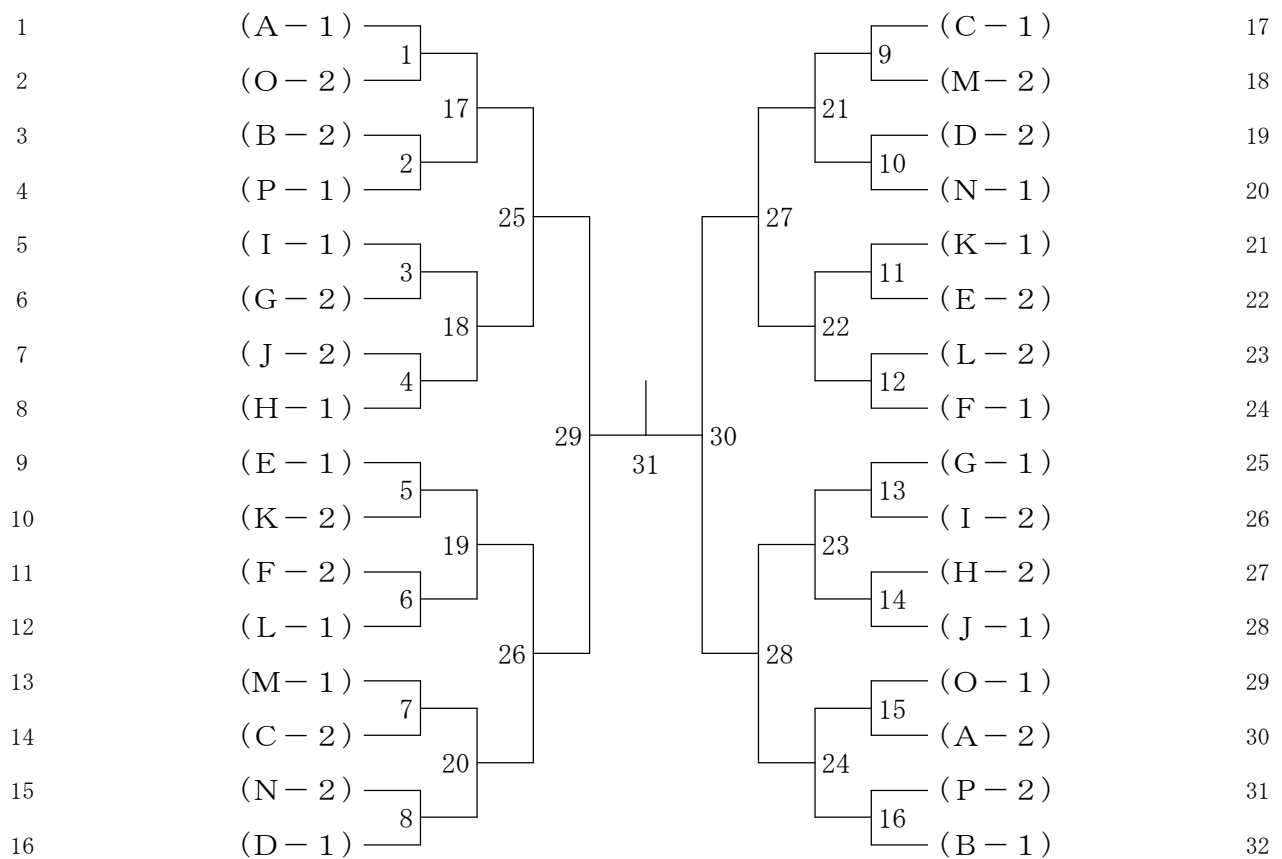 1 (A-1) (C-1) 17
1 9
2 (O-2) (M-2) 18
17 21
3 (B-2) (D-2) 19
2 10
4 (P-1) (N-1) 20
25 27
5 (I-1) (K-1) 21
3 11
6 (G-2) (E-2) 22
18 22
7 (J-2) (L-2) 23
4 12
8 (H-1) (F-1) 24
29 30
31
9 (E-1) (G-1) 25
5 13
10 (K-2) (I-2) 26
19 23
11 (F-2) (H-2) 27
6 14
12 (L-1) (J-1) 28
26 28
13 (M-1) (O-1) 29
7 15
14 (C-2) (A-2) 30
20 24
15 (N-2) (P-2) 31
8 16
16 (D-1) (B-1) 32